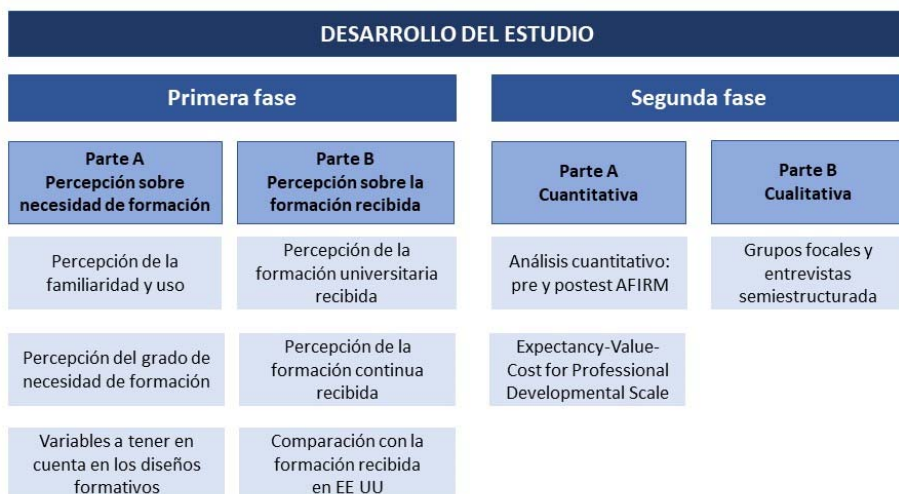 DESARROLLO DEL ESTUDIO
Primera fase
Segunda fase
Parte A
Percepción sobre
necesidad de formación
Parte B
Percepción sobre la
formación recibida
Parte A
Cuantitativa
Parte B
Cualitativa
Percepción de la
familiaridad y uso
Percepción de la
formación universitaria
recibida
Análisis cuantitativo:
pre y postest AFIRM
Grupos focales y
entrevistas
semiestructurada
Percepción del grado de
necesidad de formación
Percepción de la
formación continua
recibida
Expectancy-Value-
Cost for Professional
Developmental Scale
Variables a tener en
cuenta en los diseños
formativos
Comparación con la
formación recibida
en EE UU